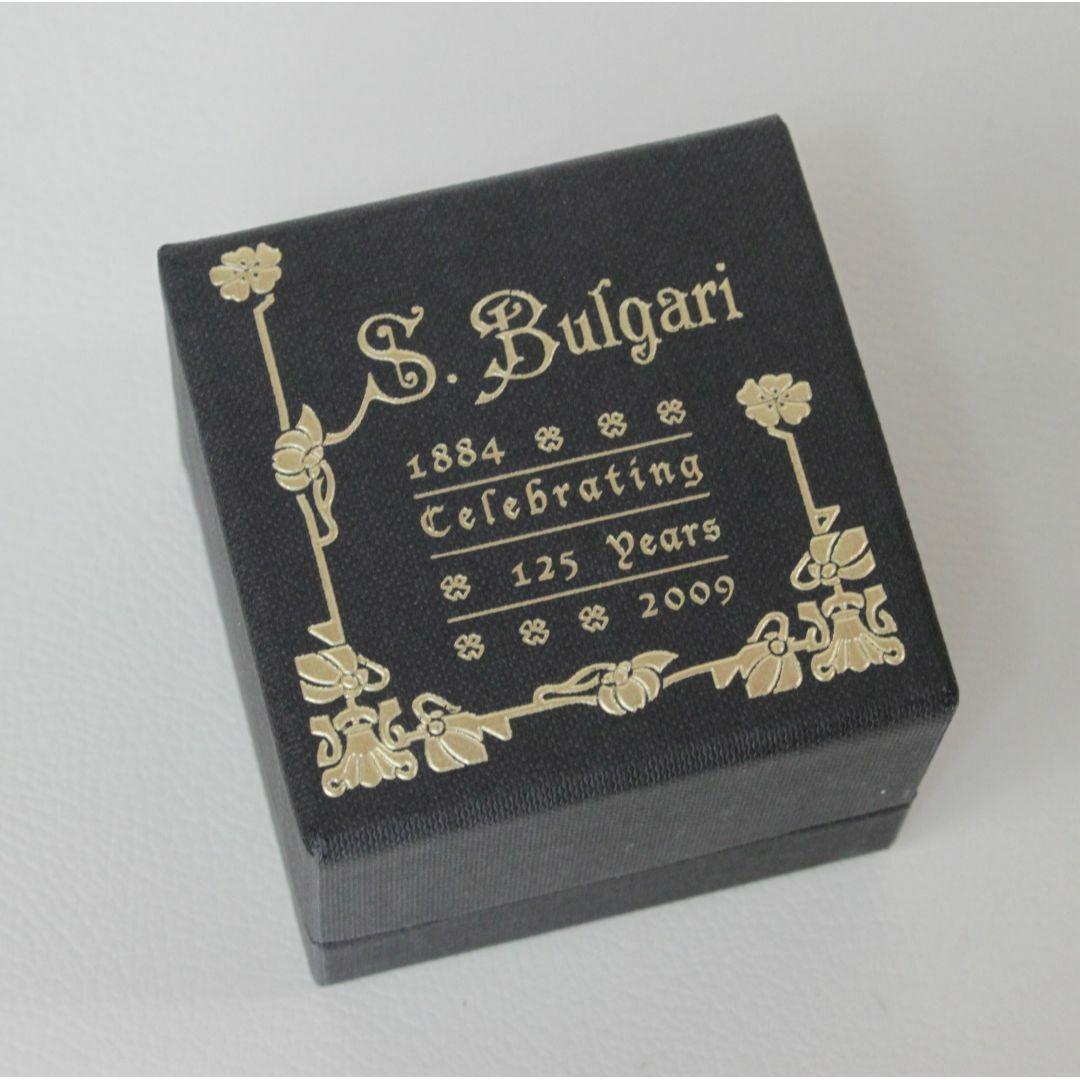 S. Bulgari
1884
Celebrating
125 Years
2009